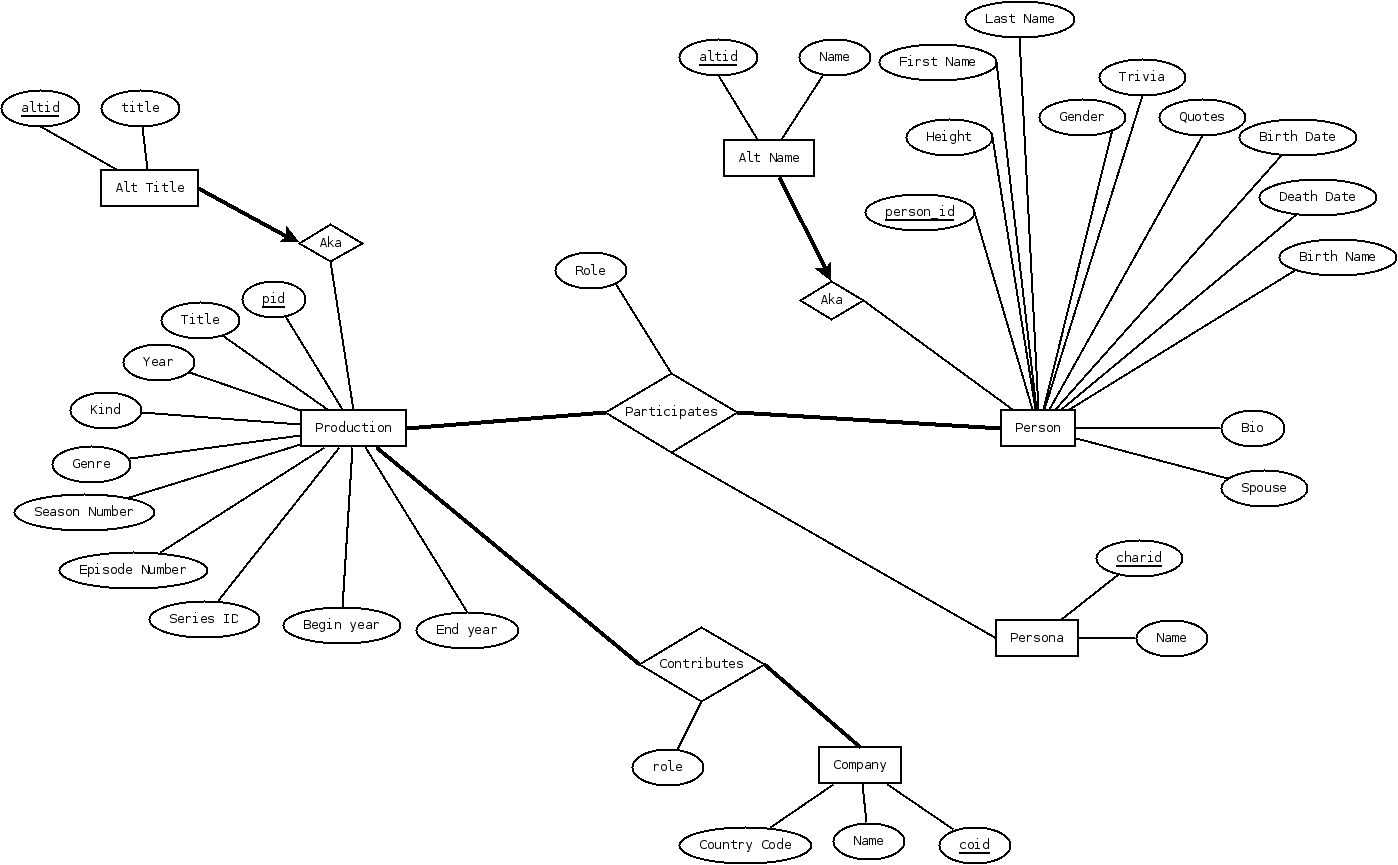 Last Name
altid
Name
First Name
Trivia
altid
title
Gender
Quotes
Height
Birth Date
Alt Name
Alt Title
Death Date
person_id
Aka
Birth Name
Role
pid
Aka
Title
Year
Kind
Participates
Production
Person
Bio
Genre
Spouse
Season Number
charid
Episode Number
Series ID
Begin year
End year
Persona
Name
Contributes
role
Company
Country Code
Name
coid